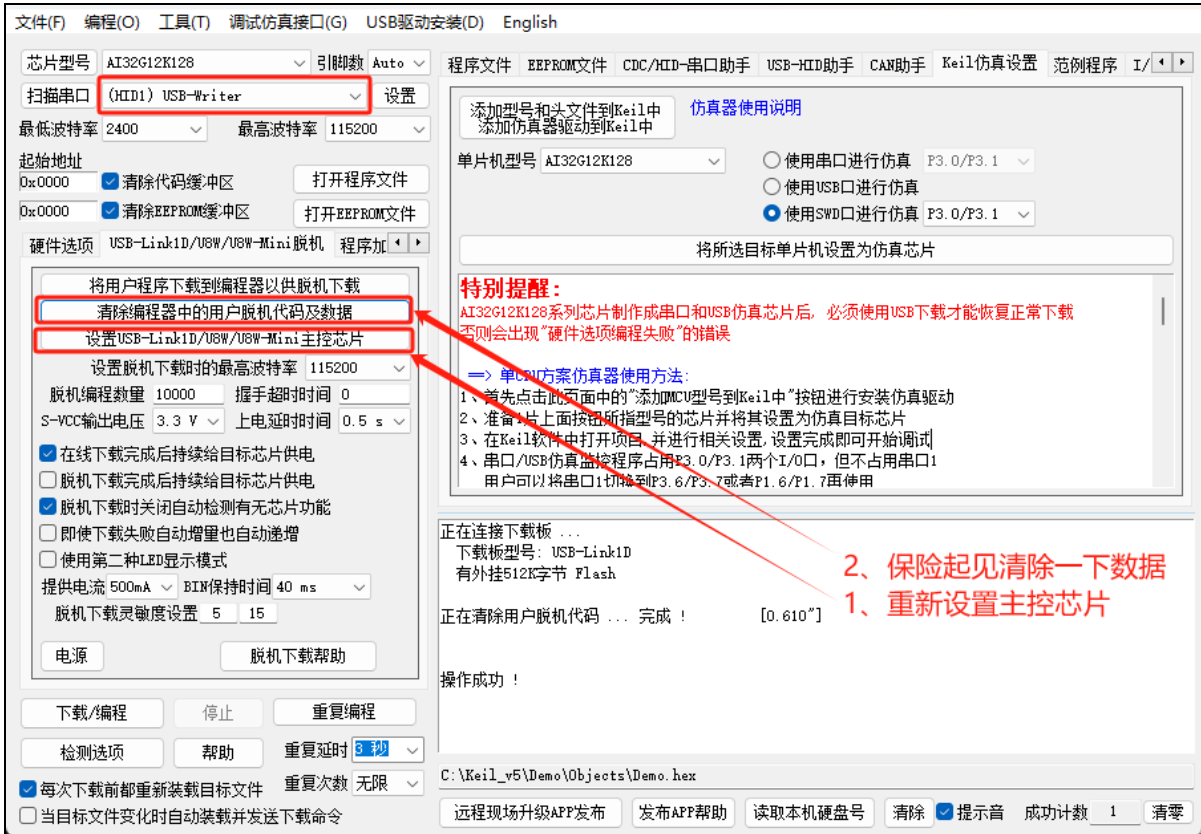 文件(F) 编程(O) 工具(T) 调试仿真接口(G) USB驱动安装(D) English
芯片型号 AI32G12K128 引脚数 Auto
扫描串口 (HID1) USB-Writer 设置
最低波特率 2400 最高波特率 115200
起始地址
0x0000 清除代码缓冲区 打开程序文件
0x0000 清除EEPROM缓冲区 打开EEPROM文件
硬件选项 USB-Link1D/U8W/U8W-Mini脱机 程序加
将用户程序下载到编程器以供脱机下载
清除编程器中的用户脱机代码及数据
设置USB-Link1D/U8W/U8W-Mini主控芯片
设置脱机下载时的最高波特率 115200
脱机编程数量 10000 握手超时时间 0
S-VCC输出电压 3.3 V 上电延时时间 0.5 s
在线下载完成后持续给目标芯片供电
脱机下载完成后持续给目标芯片供电
脱机下载时关闭自动检测有无芯片功能
即使下载失败自动增量也自动递增
使用第二种LED显示模式
提供电流 500mA BIN保持时间 40 ms
脱机下载灵敏度设置 5 15
电源 脱机下载帮助
下载/编程 停止 重复编程
检测选项 帮助 重复延时 3 秒
每次下载前都重新装载目标文件 重复次数 无限
当目标文件变化时自动装载并发送下载命令
程序文件 EEPROM文件 CDC/HID-串口助手 USB-HID助手 CAN助手 Keil仿真设置 范例程序 I/
添加型号和头文件到Keil中
添加仿真器驱动到Keil中
仿真器使用说明
单片机型号 AI32G12K128 使用串口进行仿真 P3.0/P3.1
使用USB口进行仿真
使用SWD口进行仿真 P3.0/P3.1
将所选目标单片机设置为仿真芯片
特别提醒：
AI32G12K128系列芯片制作成串口和USB仿真芯片后，必须使用USB下载才能恢复正常下载
否则会出现"硬件选项编程失败"的错误
==> 单CPU方案仿真器使用方法:
1、首先点击此页面中的"添加MCU型号到Keil中"按钮进行安装仿真驱动
2、准备1片上面按钮所指型号的芯片并将其设置为仿真目标芯片
3、在Keil软件中打开项目,并进行相关设置,设置完成即可开始调试
4、串口/USB仿真监控程序占用P3.0/P3.1两个I/O口，但不占用串口1
用户可以将串口1切换到P3.6/P3.7或者P1.6/P1.7再使用
正在连接下载板 ...
下载板型号: USB-Link1D
有外挂512K字节 Flash
正在清除用户脱机代码 ... 完成 ! [0.610"]
操作成功 !
2、保险起见清除一下数据
1、重新设置主控芯片
C:\Keil_v5\Demo\Objects\Demo.hex
远程现场升级APP发布 发布APP帮助 读取本机硬盘号 清除 提示音 成功计数 1 清零